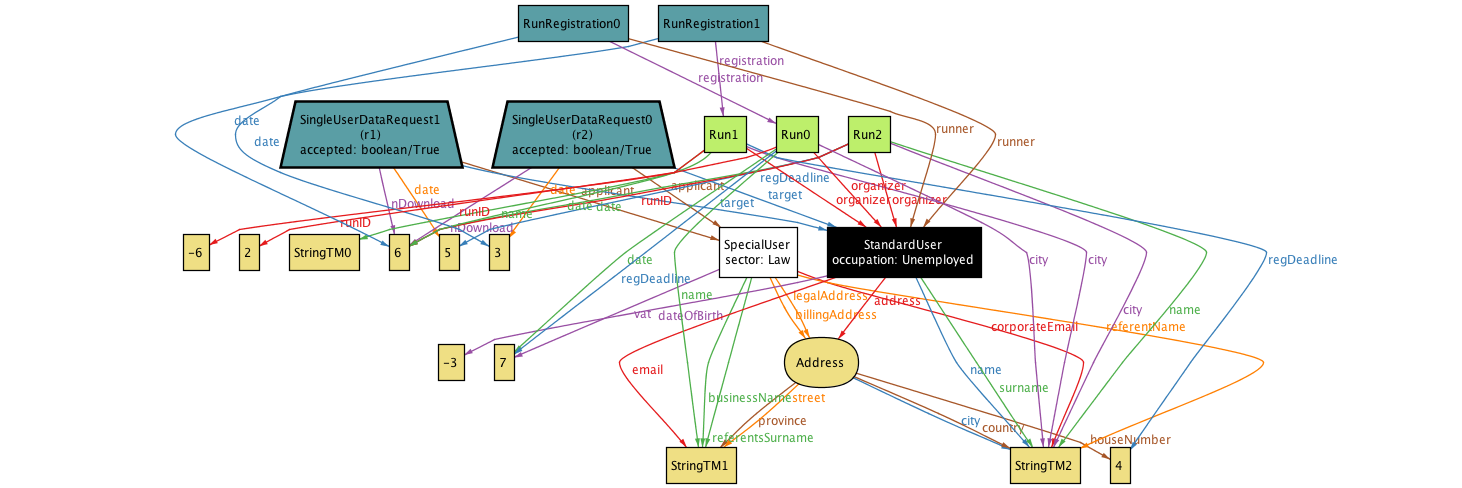 RunRegistration0
RunRegistration1
registration
registration
date
date
SingleUserDataRequest1
(r1)
accepted: boolean/True
SingleUserDataRequest0
(r2)
accepted: boolean/True
Run1
Run0
Run2
runner
runner
date
nDownload
date
applicant
applicant
regDeadline
target
target
organizer
organizer
organizer
runID
runID
runID
name
nDownload
date
date
-6
2
StringTM0
6
5
3
SpecialUser
sector: Law
StandardUser
occupation: Unemployed
date
regDeadline
name
city
city
regDeadline
legalAddress
billingAddress
address
vat
dateOfBirth
corporateEmail
city
name
referentName
-3
7
Address
email
name
surname
businessName
street
province
referentsSurname
city
country
houseNumber
StringTM1
StringTM2
4